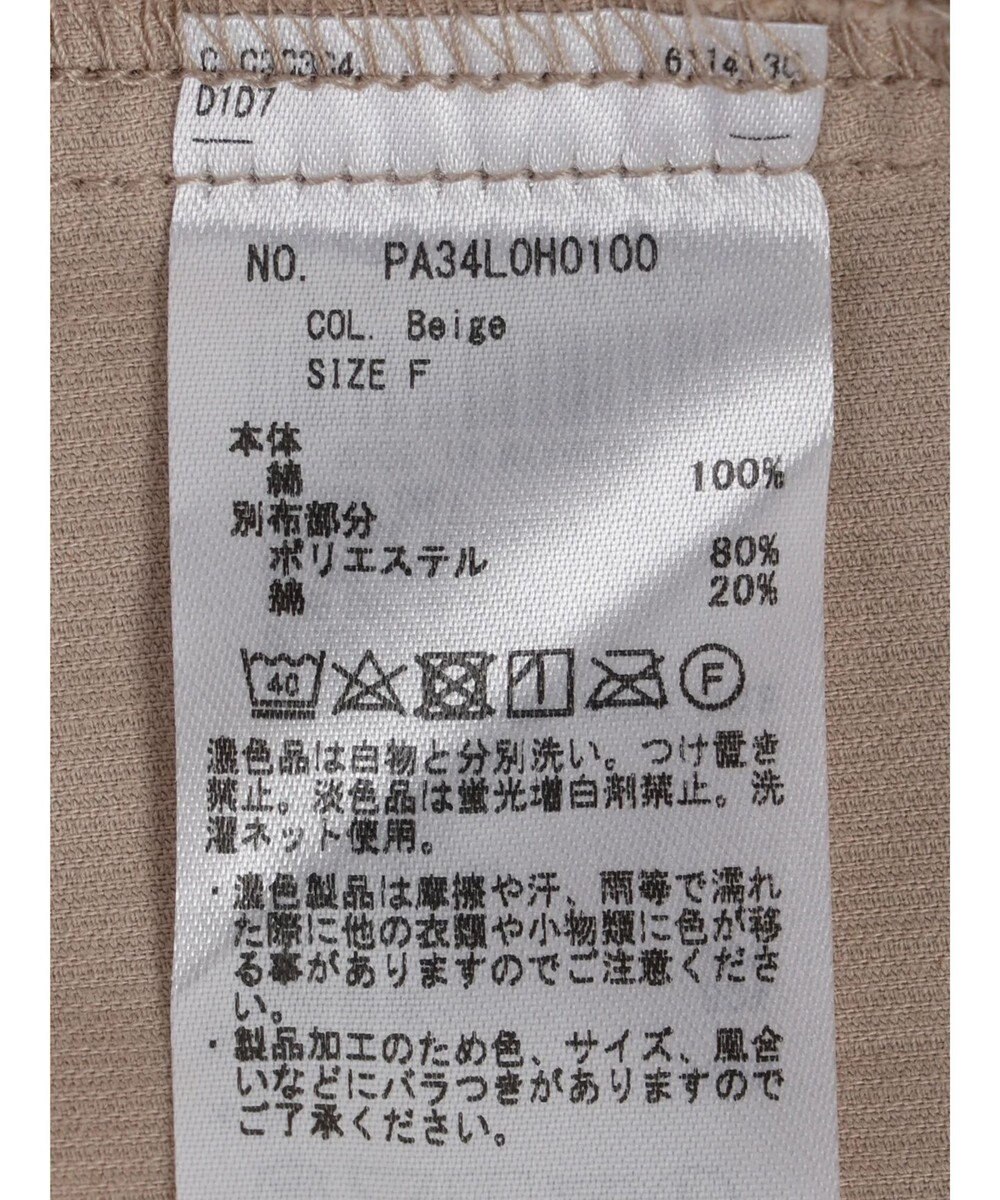 D1D7
NO. PA34L0H0100
COL. Beige
SIZE F
本体
綿 100%
別布部分
ポリエステル 80%
綿 20%
40 F
濃色品は白物と分別洗い。つけ置き
禁止。淡色品は蛍光増白剤禁止。洗
濯ネット使用。
・濃色製品は摩擦や汗、雨等で濡れ
た際に他の衣類や小物類に色が移
る事がありますのでご注意くださ
い。
・製品加工のため色、サイズ、風合
いなどにバラつきがありますので
ご了承ください。